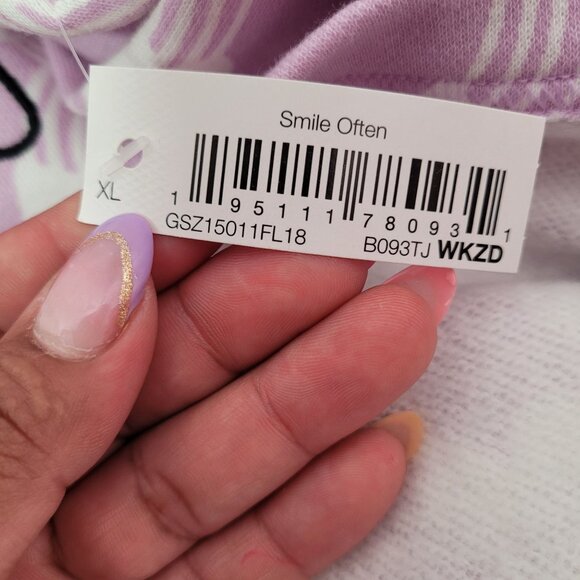 Smile Often
XL
1 95111 78093 1
GSZ15011FL18
B093TJ WKZD